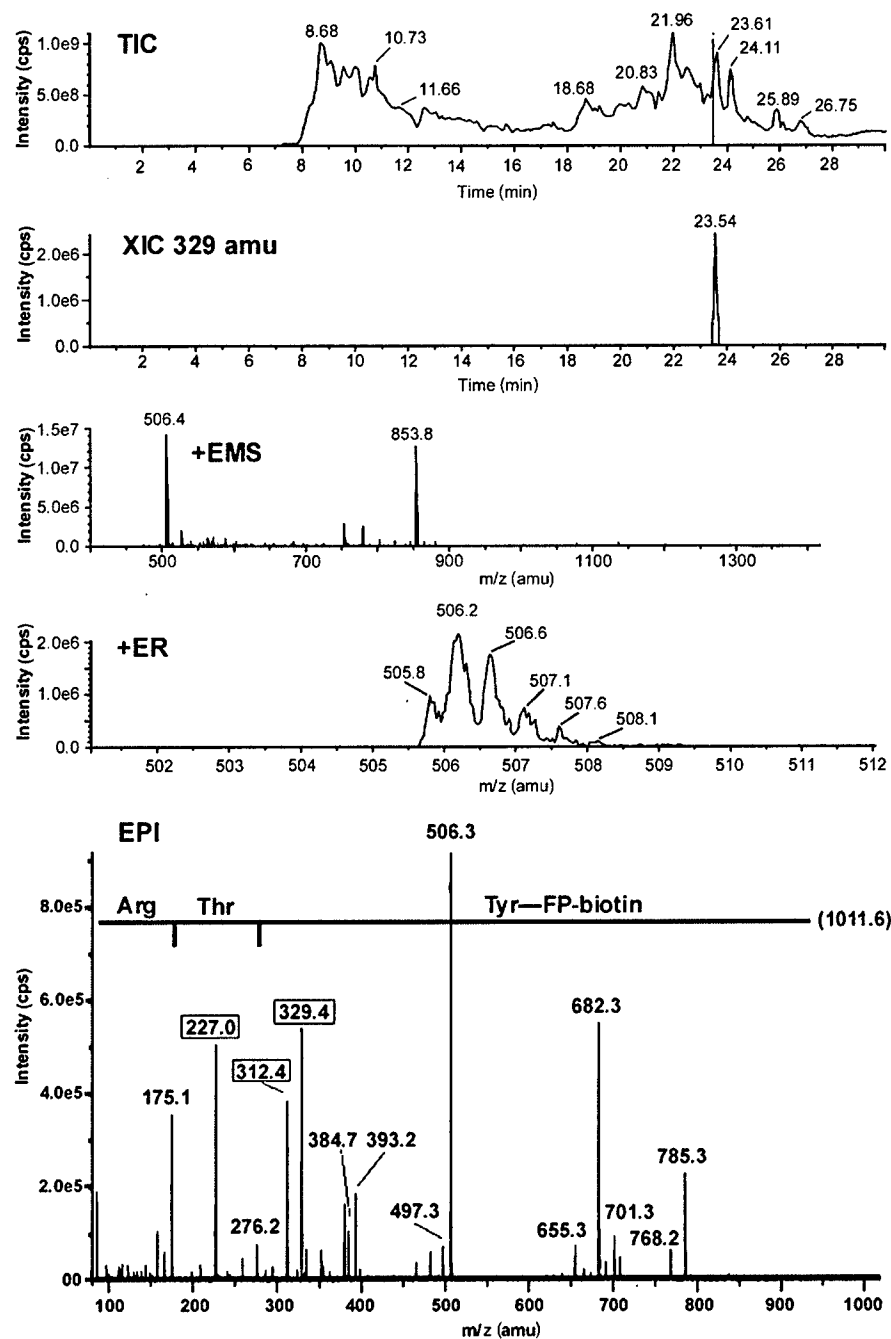 TIC
Intensity (cps)
1.0e9
5.0e8
0.0
8.68
10.73
11.66
18.68
20.83
21.96
23.61
24.11
25.89
26.75
2 4 6 8 10 12 14 16 18 20 22 24 26 28
Time (min)
XIC 329 amu
Intensity (cps)
2.0e6
1.0e6
0.0
23.54
2 4 6 8 10 12 14 16 18 20 22 24 26 28
Time (min)
+EMS
Intensity (cps)
1.5e7
1.0e7
5.0e6
0.0
506.4
853.8
500 700 900 1100 1300
m/z (amu)
+ER
Intensity (cps)
2.0e6
1.0e6
0.0
505.8
506.2
506.6
507.1
507.6
508.1
502 503 504 505 506 507 508 509 510 511 512
m/z (amu)
EPI
506.3
Arg Thr Tyr—FP-biotin (1011.6)
Intensity (cps)
8.0e5
6.0e5
4.0e5
2.0e5
00
175.1
227.0
276.2
312.4
329.4
384.7
393.2
497.3
655.3
682.3
701.3
768.2
785.3
100 200 300 400 500 600 700 800 900 1000
m/z (amu)